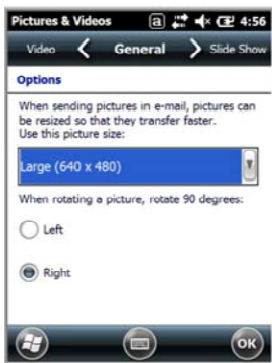 Pictures & Videos a 4:56
Video General Slide Show
Options
When sending pictures in e-mail, pictures can
be resized so that they transfer faster.
Use this picture size:
Large (640 x 480)
When rotating a picture, rotate 90 degrees:
Left
Right
OK